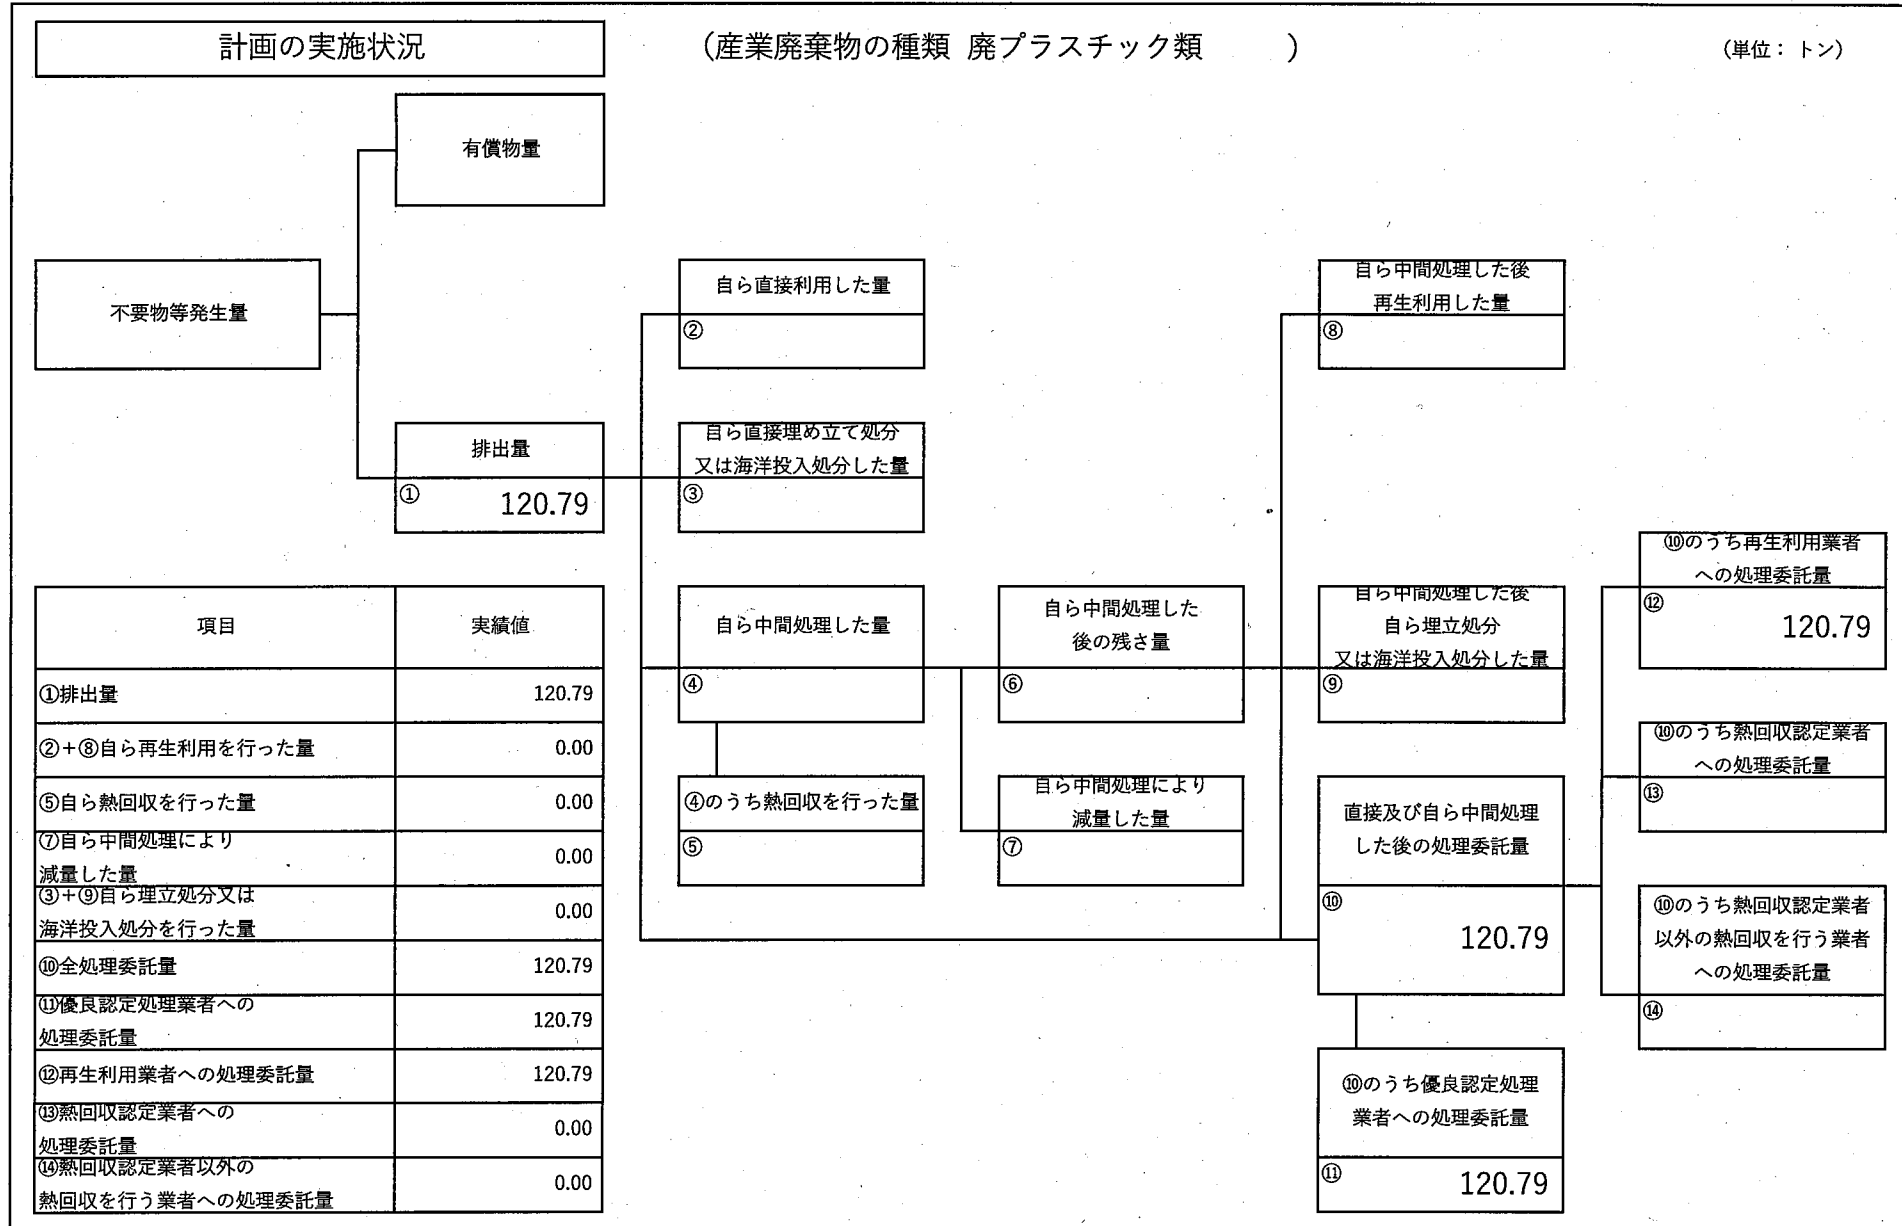 計画の実施状況
（産業廃棄物の種類 廃プラスチック類　　　）
（単位：トン）
有償物量
不要物等発生量
自ら直接利用した量
②
自ら中間処理した後
再生利用した量
⑧
排出量
① 120.79
自ら直接埋め立て処分
又は海洋投入処分した量
③
⑩のうち再生利用業者
への処理委託量
⑫ 120.79
自ら中間処理した量
④
自ら中間処理した
後の残さ量
⑥
自ら中間処理した後
自ら埋立処分
又は海洋投入処分した量
⑨
⑩のうち熱回収認定業者
への処理委託量
⑬
④のうち熱回収を行った量
⑤
自ら中間処理により
減量した量
⑦
直接及び自ら中間処理
した後の処理委託量
⑩ 120.79
⑩のうち熱回収認定業者
以外の熱回収を行う業者
への処理委託量
⑭
⑩のうち優良認定処理
業者への処理委託量
⑪ 120.79
項目 実績値
①排出量 120.79
②+⑧自ら再生利用を行った量 0.00
⑤自ら熱回収を行った量 0.00
⑦自ら中間処理により
減量した量 0.00
③+⑨自ら埋立処分又は
海洋投入処分を行った量 0.00
⑩全処理委託量 120.79
⑪優良認定処理業者への
処理委託量 120.79
⑫再生利用業者への処理委託量 120.79
⑬熱回収認定業者への
処理委託量 0.00
⑭熱回収認定業者以外の
熱回収を行う業者への処理委託量 0.00